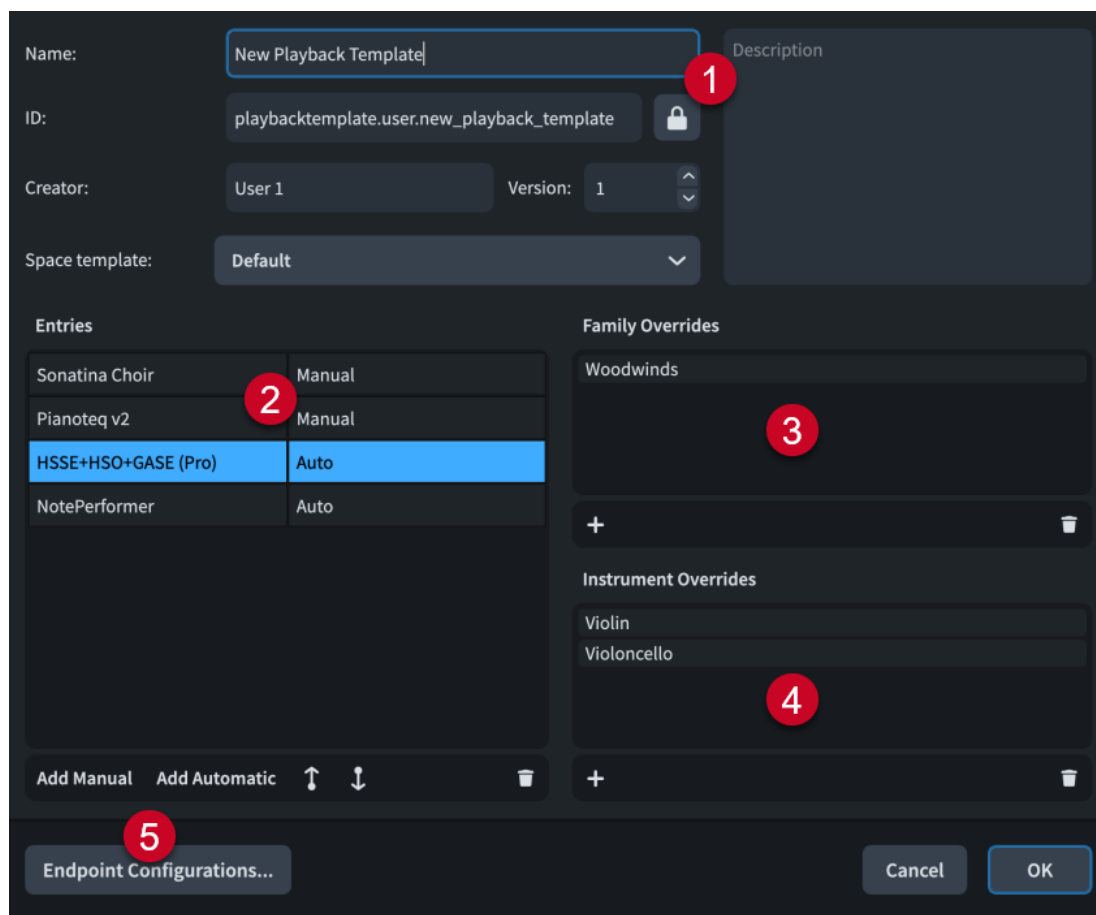 Name:
New Playback Template
Description
1
ID:
playbacktemplate.user.new_playback_template
Creator:
User 1
Version:
1
Space template:
Default
Entries
Sonatina Choir Manual
2
Pianoteq v2 Manual
HSSE+HSO+GASE (Pro) Auto
NotePerformer Auto
Add Manual Add Automatic
Family Overrides
Woodwinds
3
+
Instrument Overrides
Violin
Violoncello
4
+
5
Endpoint Configurations...
Cancel
OK